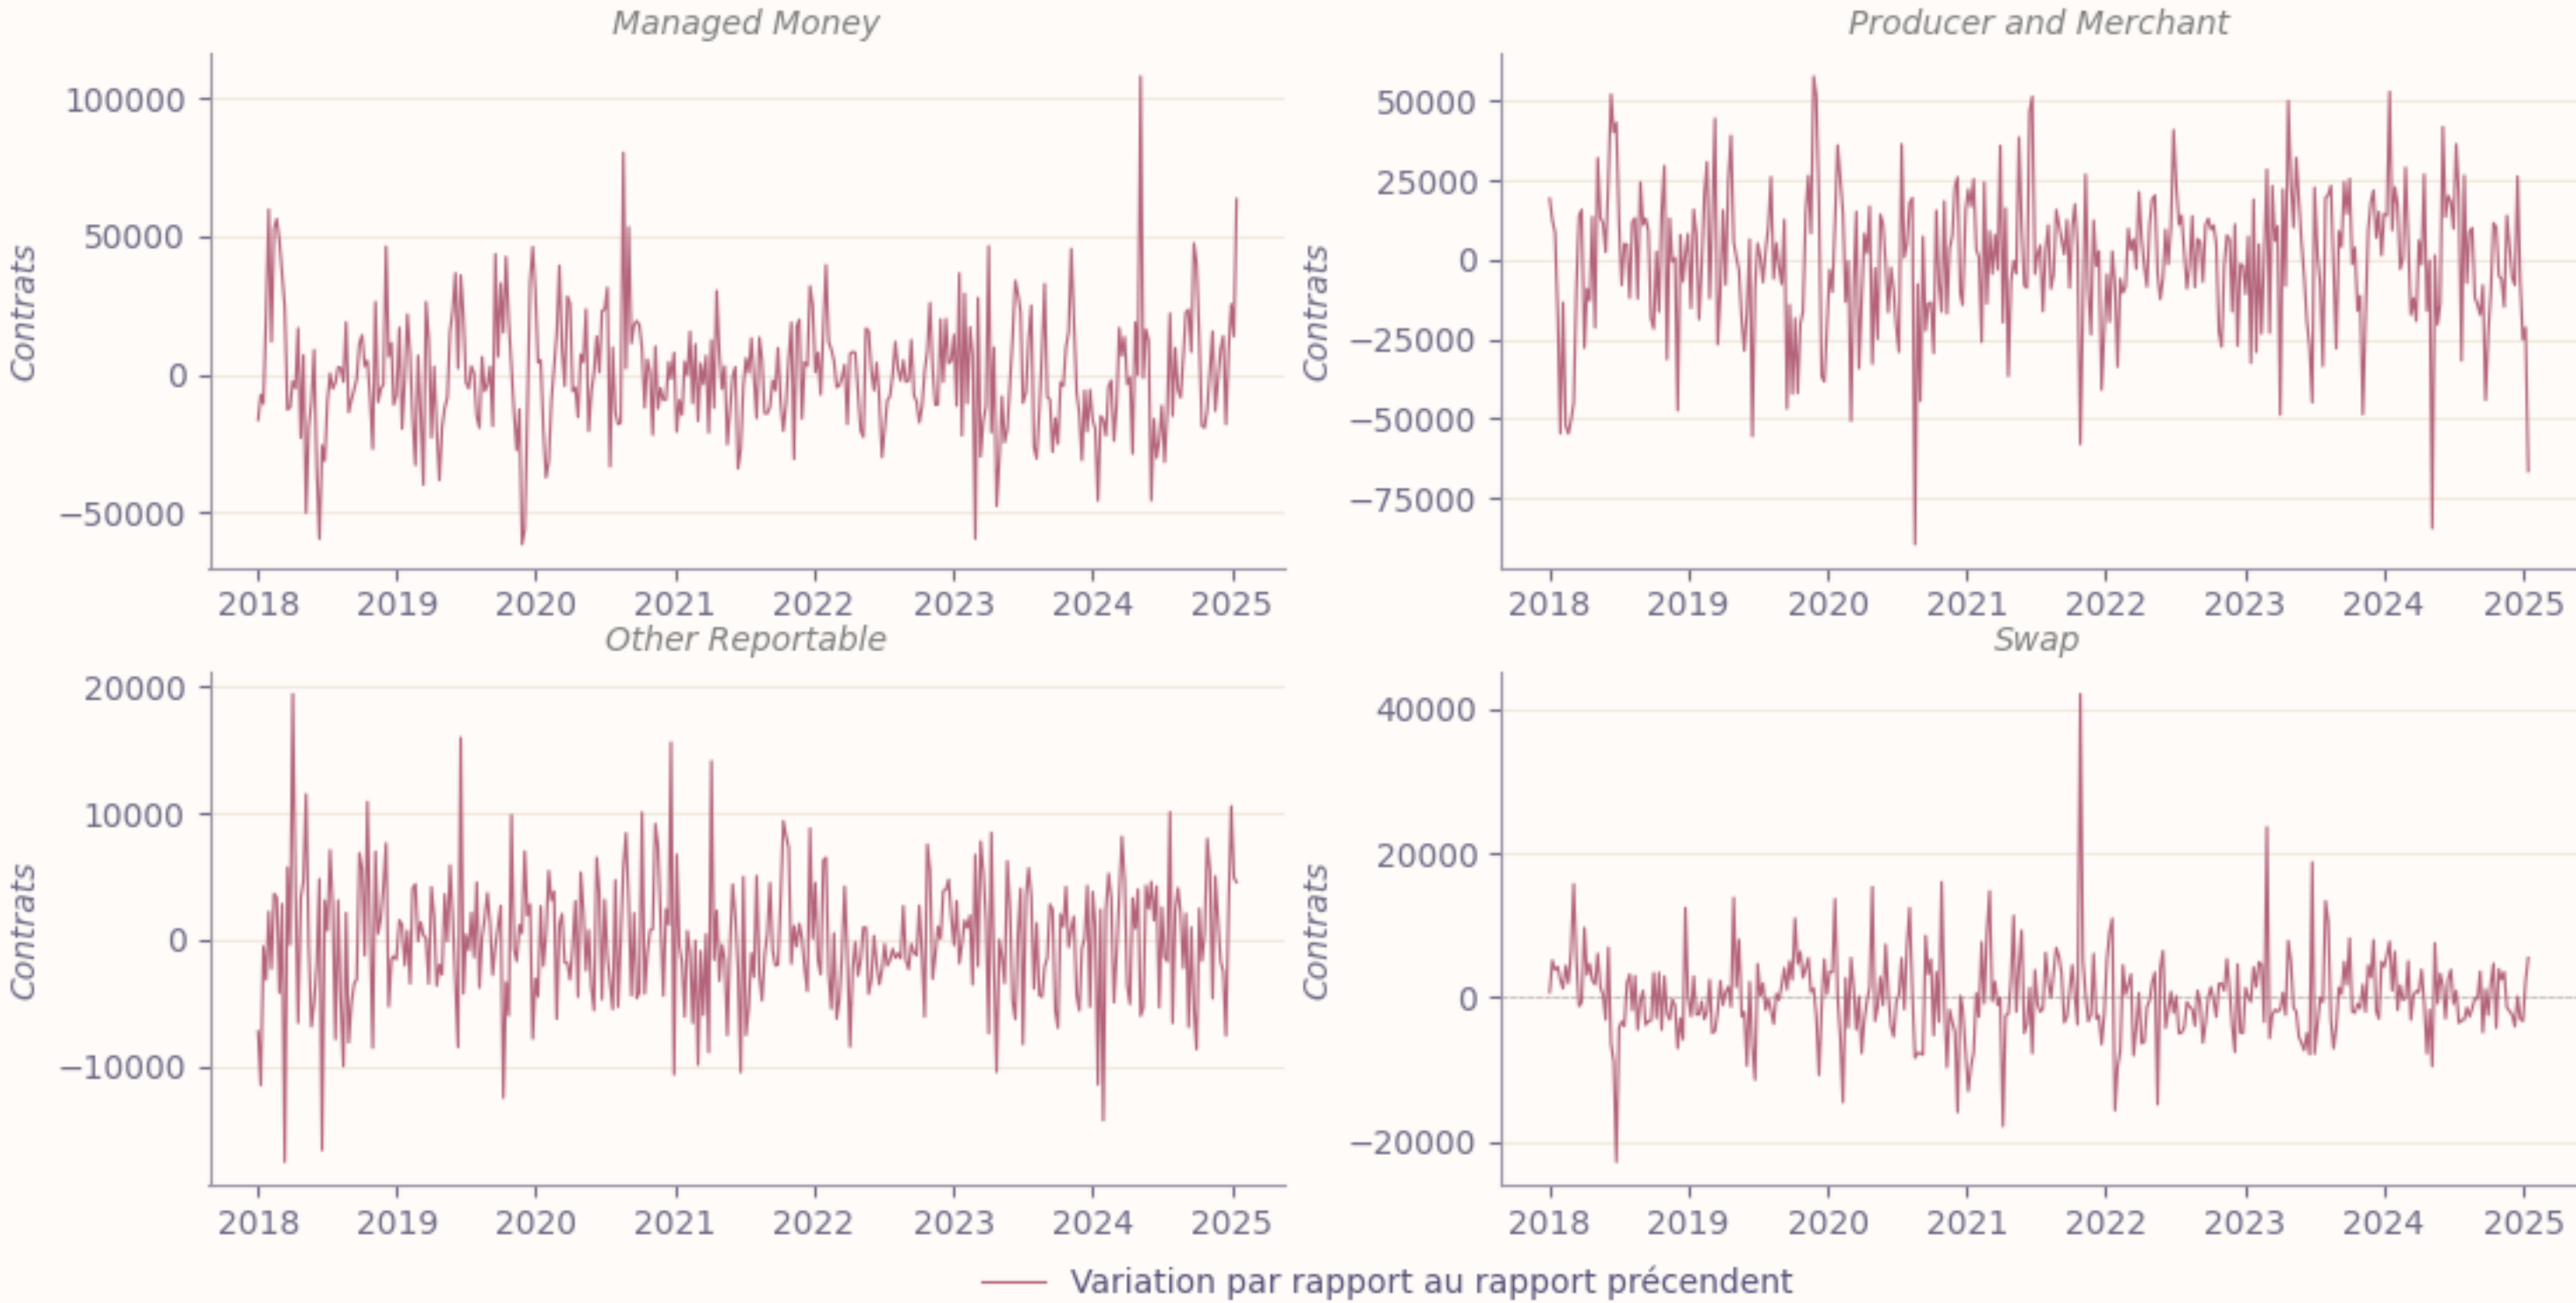 Managed Money
Producer and Merchant
100000
50000
0
−50000
Contrats
2018 2019 2020 2021 2022 2023 2024 2025
50000
25000
0
−25000
−50000
−75000
Contrats
2018 2019 2020 2021 2022 2023 2024 2025
Other Reportable
Swap
20000
10000
0
−10000
Contrats
2018 2019 2020 2021 2022 2023 2024 2025
40000
20000
0
−20000
Contrats
2018 2019 2020 2021 2022 2023 2024 2025
Variation par rapport au rapport précendent